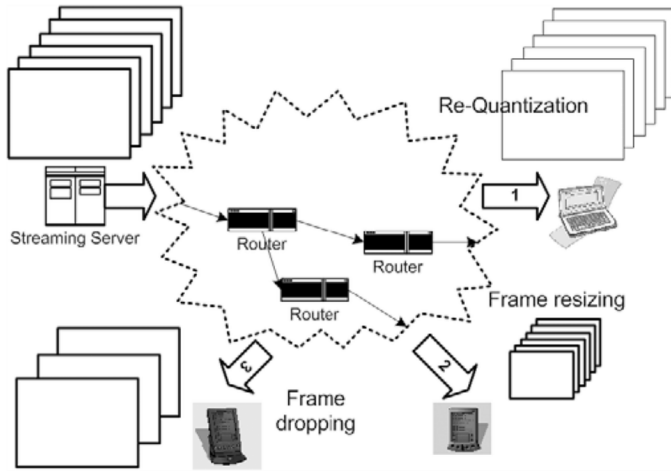 Re-Quantization
1
Streaming Server
Router
Router
Router
Frame resizing
3
2
Frame
dropping